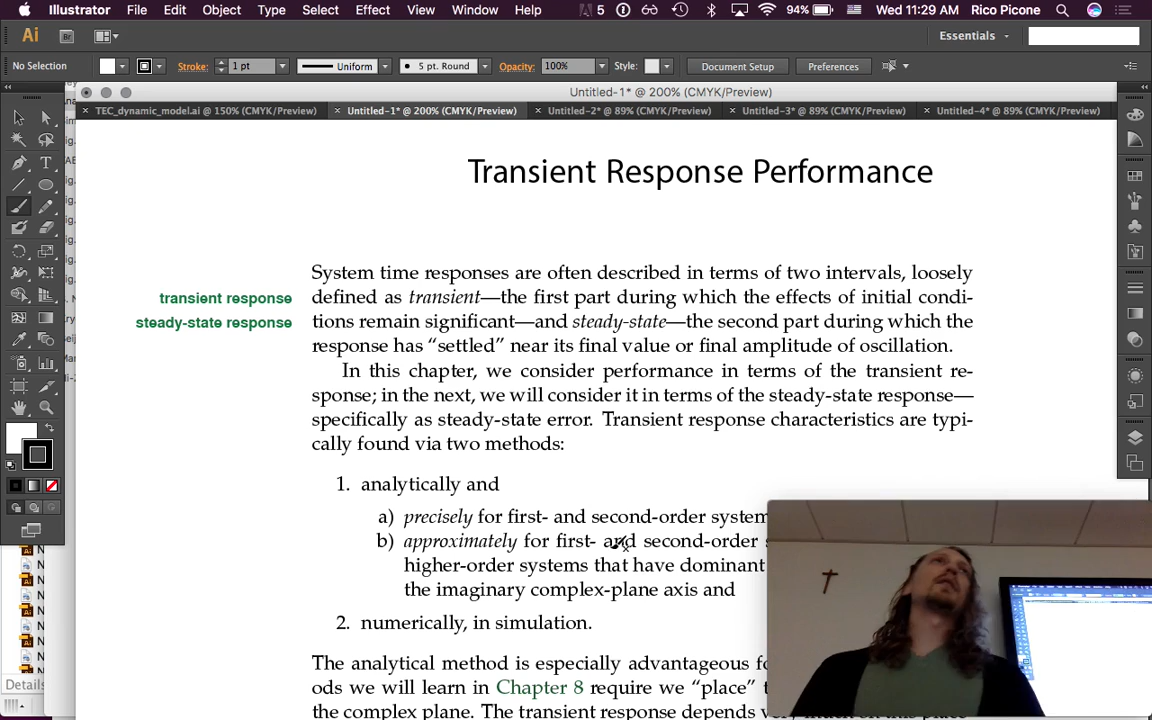 Illustrator File Edit Object Type Select Effect View Window Help
5 94% Wed 11:29 AM Rico Picone
Ai Br Essentials
No Selection Stroke: 1 pt Uniform 5 pt. Round Opacity: 100% Style: Document Setup Preferences
Untitled-1* @ 200% (CMYK/Preview)
TEC_dynamic_model.ai @ 150% (CMYK/Preview) Untitled-1* @ 200% (CMYK/Preview) Untitled-2* @ 89% (CMYK/Preview) Untitled-3* @ 89% (CMYK/Preview) Untitled-4* @ 89% (CMYK/Preview)
Transient Response Performance
System time responses are often described in terms of two intervals, loosely
transient response
defined as transient—the first part during which the effects of initial condi-
steady-state response
tions remain significant—and steady-state—the second part during which the
response has “settled” near its final value or final amplitude of oscillation.
In this chapter, we consider performance in terms of the transient re-
sponse; in the next, we will consider it in terms of the steady-state response—
specifically as steady-state error. Transient response characteristics are typi-
cally found via two methods:
1. analytically and
a) precisely for first- and second-order system
b) approximately for first- and second-order
higher-order systems that have dominant
the imaginary complex-plane axis and
2. numerically, in simulation.
The analytical method is especially advantageous
ods we will learn in Chapter 8 require we “place”
the complex plane. The transient response depends very much on this place-
Details